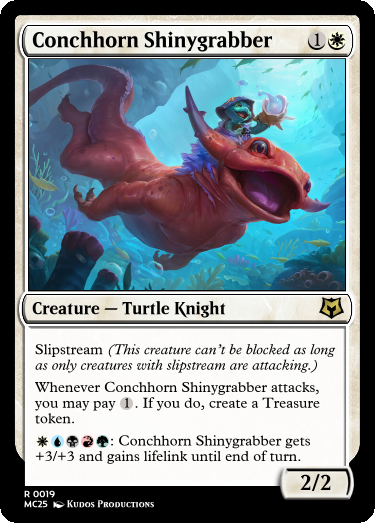 Conchhorn Shinygrabber 1
Creature — Turtle Knight
Slipstream (This creature can't be blocked as long
as only creatures with slipstream are attacking.)
Whenever Conchhorn Shinygrabber attacks,
you may pay 1. If you do, create a Treasure
token.
: Conchhorn Shinygrabber gets
+3/+3 and gains lifelink until end of turn.
2/2
R 0019
MC25 Kudos Productions